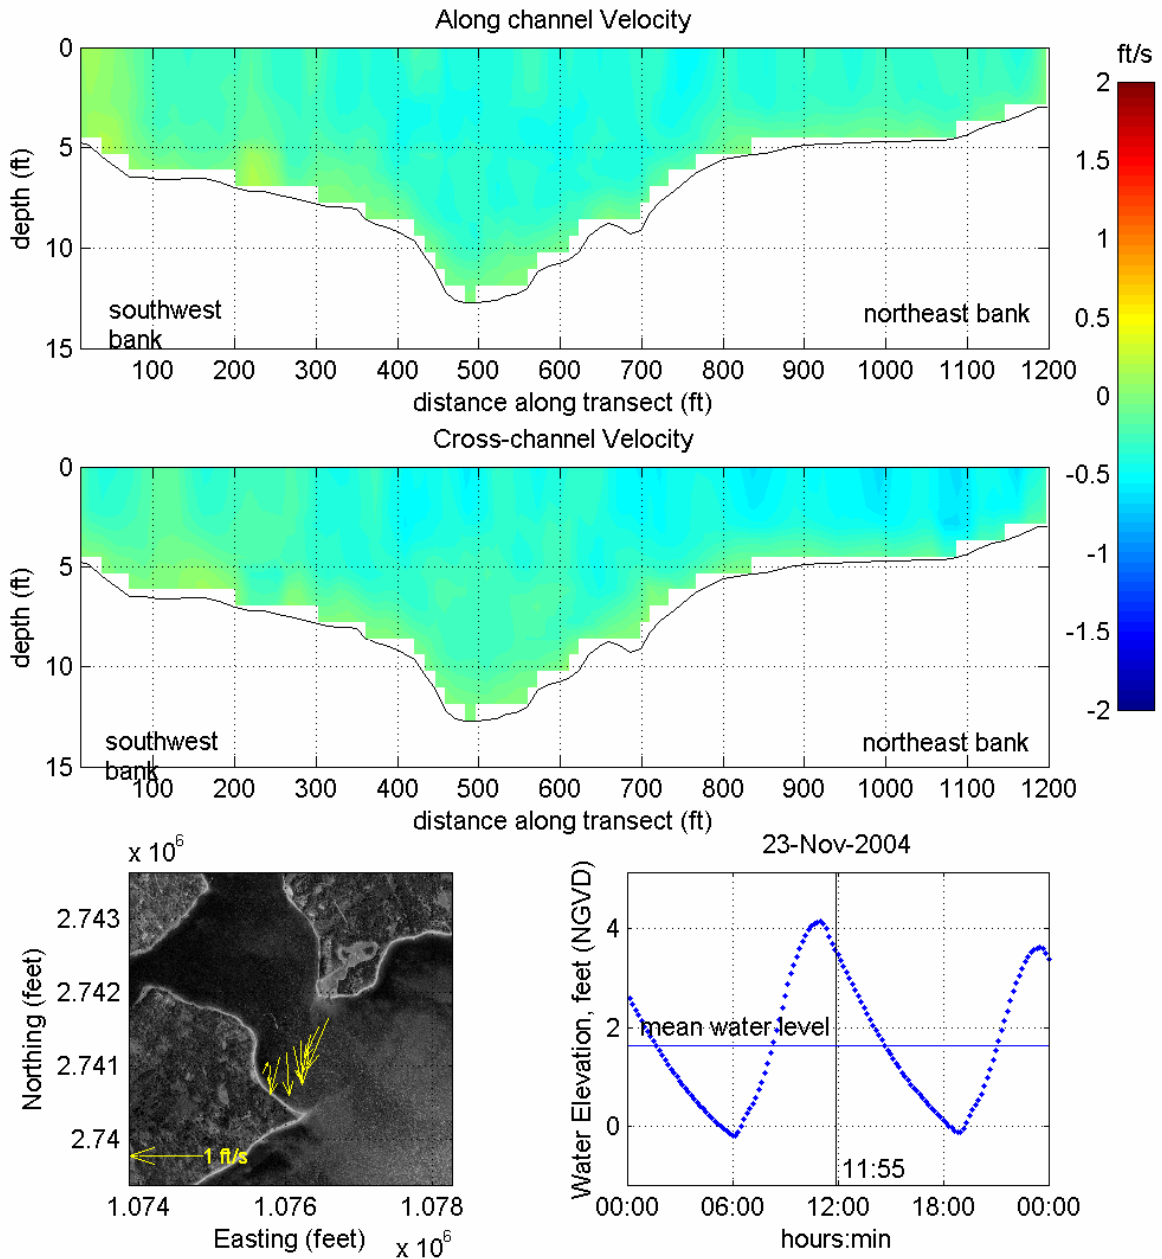 Along channel Velocity
ft/s
0
5
10
15
depth (ft)
southwest
bank
northeast bank
100 200 300 400 500 600 700 800 900 1000 1100 1200
distance along transect (ft)
2
1.5
1
0.5
0
-0.5
-1
-1.5
-2
Cross-channel Velocity
0
5
10
15
depth (ft)
southwest
bank
northeast bank
100 200 300 400 500 600 700 800 900 1000 1100 1200
distance along transect (ft)
x 10^6
2.743
2.742
2.741
2.74
Northing (feet)
1 ft/s
1.074 1.076 1.078
Easting (feet)
x 10^6
23-Nov-2004
4
2
0
Water Elevation, feet (NGVD)
mean water level
11:55
00:00 06:00 12:00 18:00 00:00
hours:min